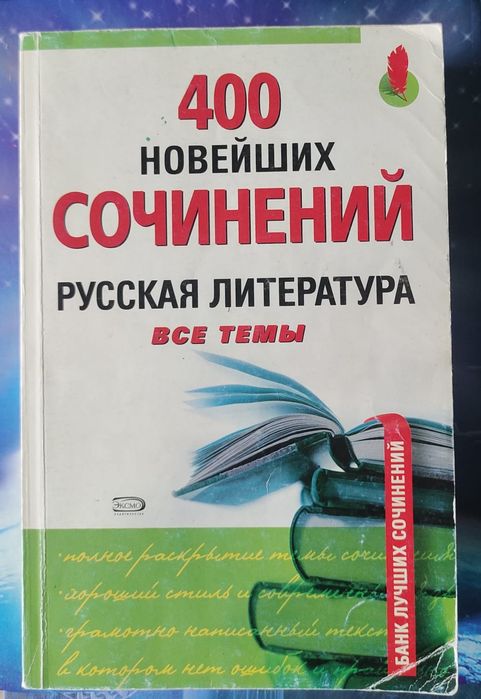 400
НОВЕЙШИХ
СОЧИНЕНИЙ
РУССКАЯ ЛИТЕРАТУРА
ВСЕ ТЕМЫ
БАНК ЛУЧШИХ СОЧИНЕНИЙ
ЭКСМО
• полное раскрытие темы
• хороший стиль и
• грамотно написанный текст
в котором нет ошибок и